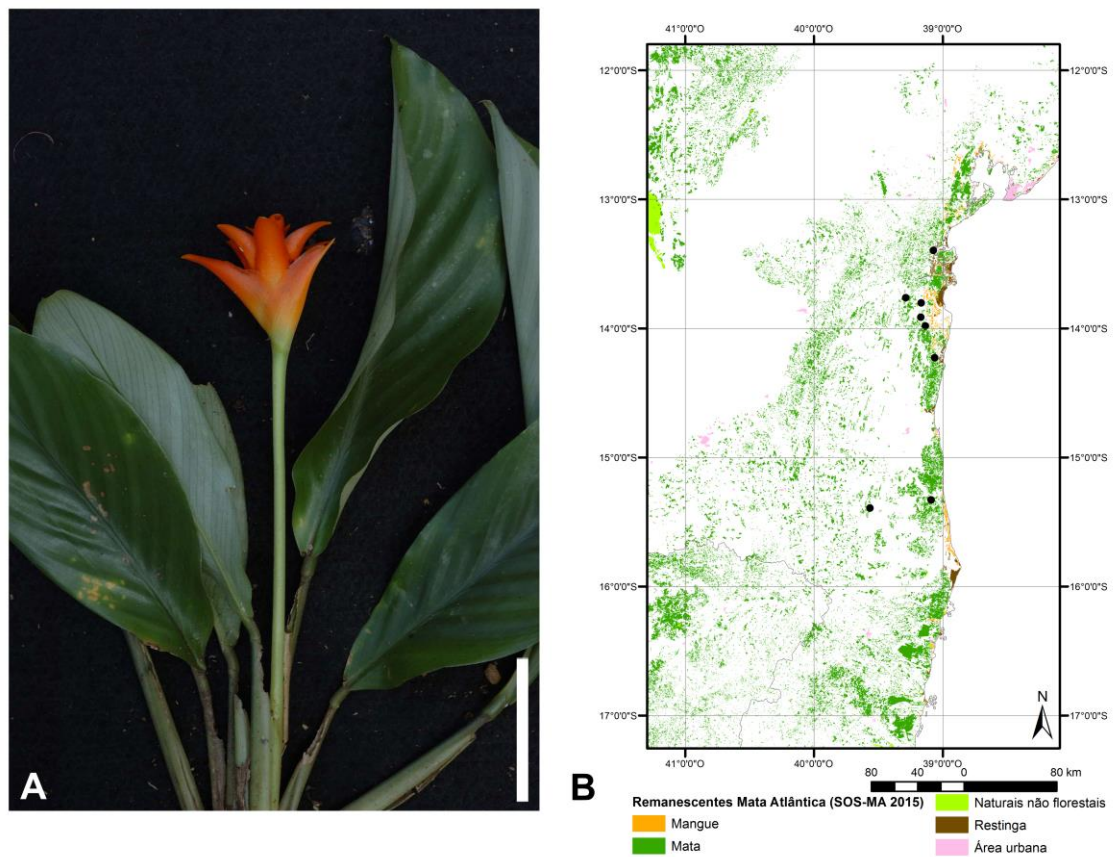 A
41°0'0"O 40°0'0"O 39°0'0"O
12°0'0"S 12°0'0"S
13°0'0"S 13°0'0"S
14°0'0"S 14°0'0"S
15°0'0"S 15°0'0"S
16°0'0"S 16°0'0"S
17°0'0"S 17°0'0"S
N
41°0'0"O 40°0'0"O 39°0'0"O
80 40 0 80 km
B
Remanescentes Mata Atlântica (SOS-MA 2015)
Mangue
Mata
Naturais não florestais
Restinga
Área urbana